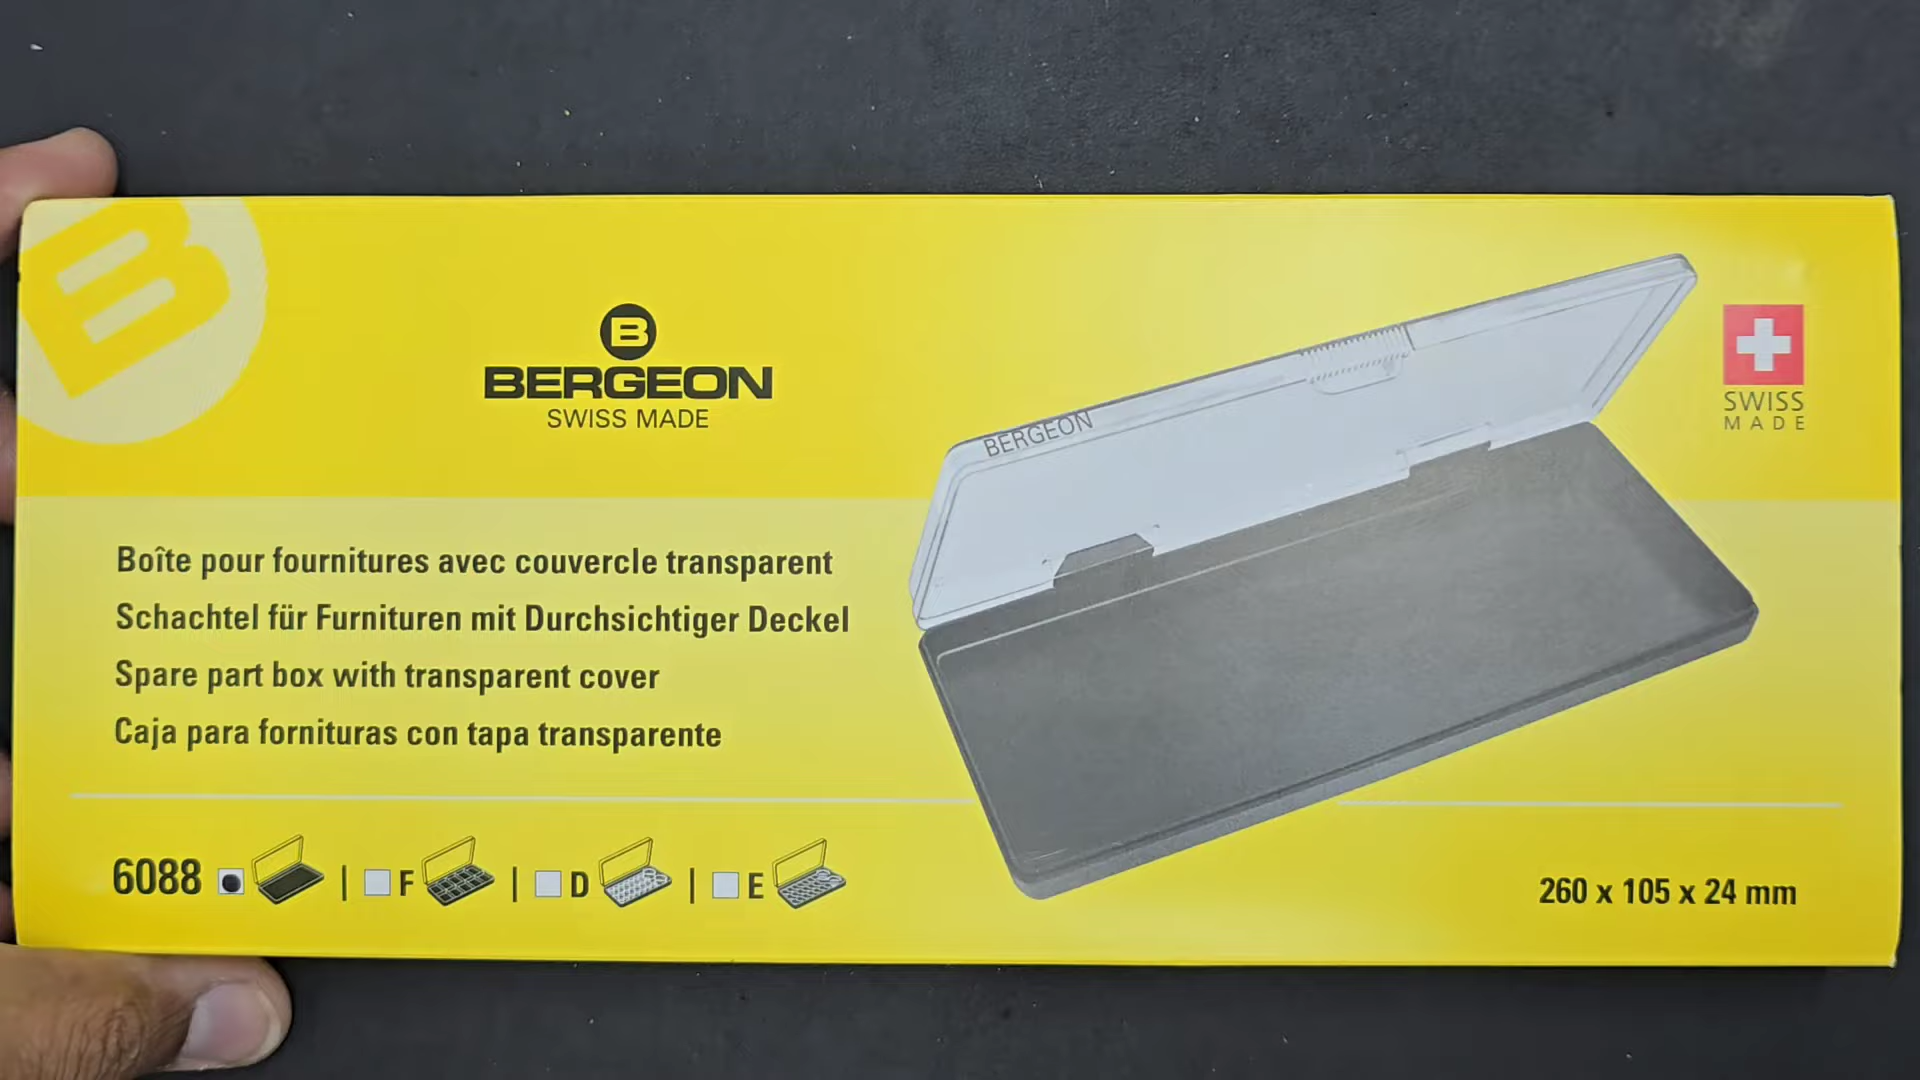 B
B
BERGEON
SWISS MADE
BERGEON
SWISS
MADE
Boîte pour fournitures avec couvercle transparent
Schachtel für Furnituren mit Durchsichtiger Deckel
Spare part box with transparent cover
Caja para fornituras con tapa transparente
6088 | F | D | E
260 x 105 x 24 mm